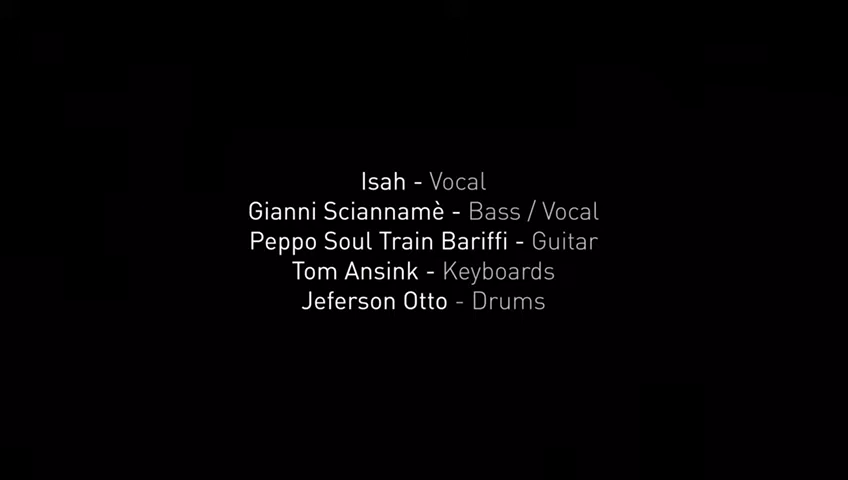 Isah - Vocal
Gianni Sciannamè - Bass / Vocal
Peppo Soul Train Bariffi - Guitar
Tom Ansink - Keyboards
Jeferson Otto - Drums